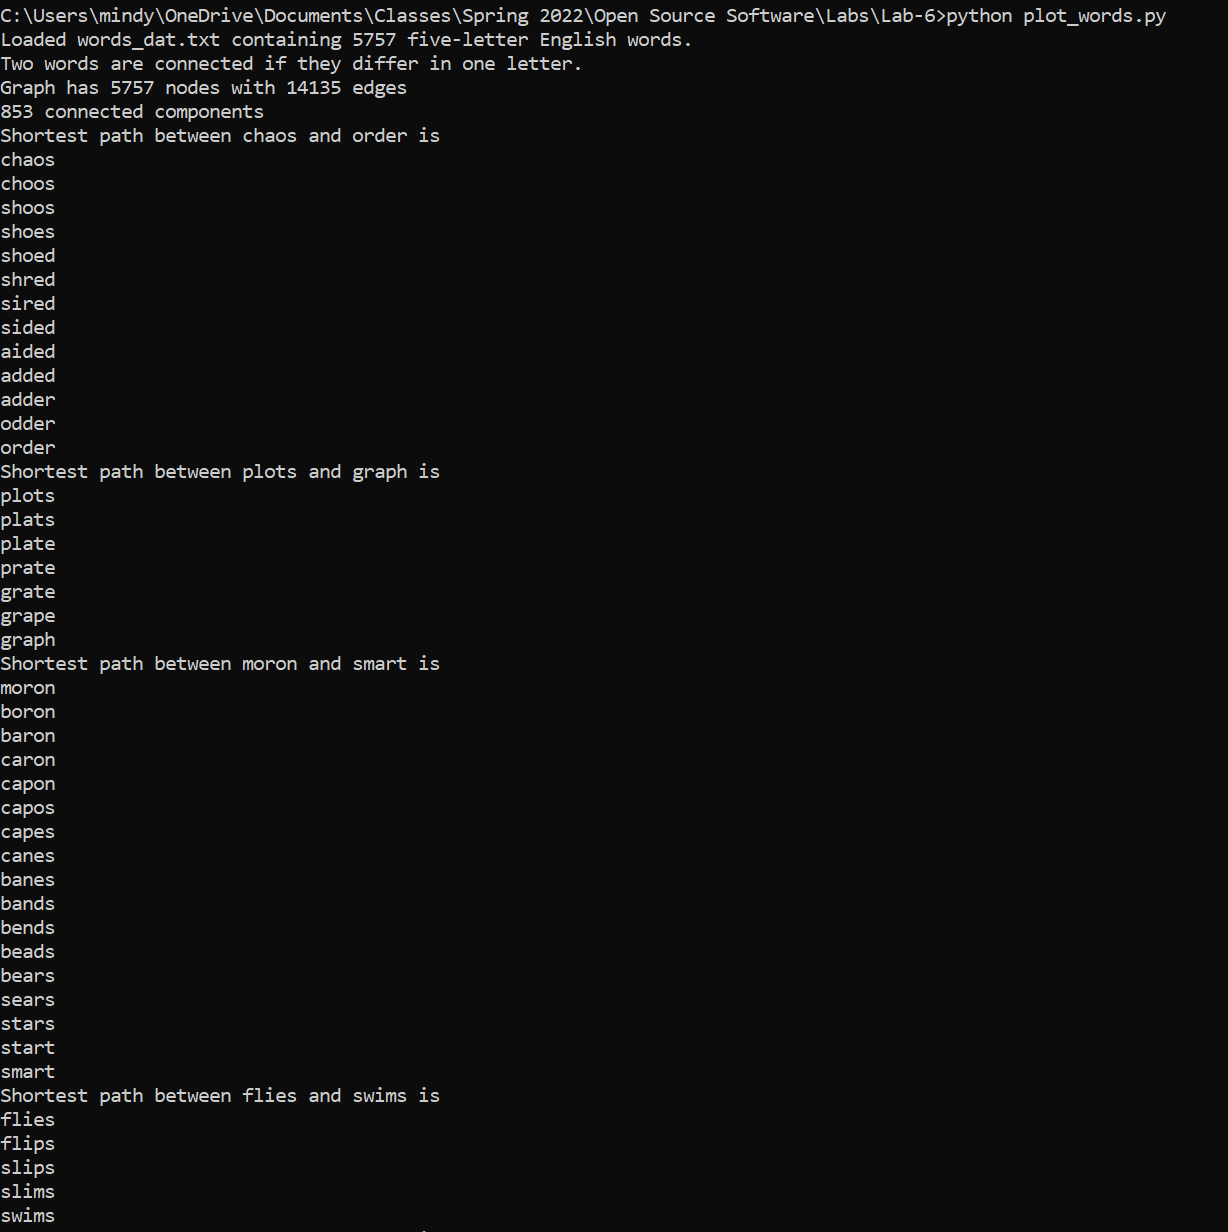 C:\Users\mindy\OneDrive\Documents\Classes\Spring 2022\Open Source Software\Labs\Lab-6>python plot_words.py
Loaded words_dat.txt containing 5757 five-letter English words.
Two words are connected if they differ in one letter.
Graph has 5757 nodes with 14135 edges
853 connected components
Shortest path between chaos and order is
chaos
choos
shoos
shoes
shoed
shred
sired
sided
aided
added
adder
odder
order
Shortest path between plots and graph is
plots
plats
plate
prate
grate
grape
graph
Shortest path between moron and smart is
moron
boron
baron
caron
capon
capos
capes
canes
banes
bands
bends
beads
bears
sears
stars
start
smart
Shortest path between flies and swims is
flies
flips
slips
slims
swims